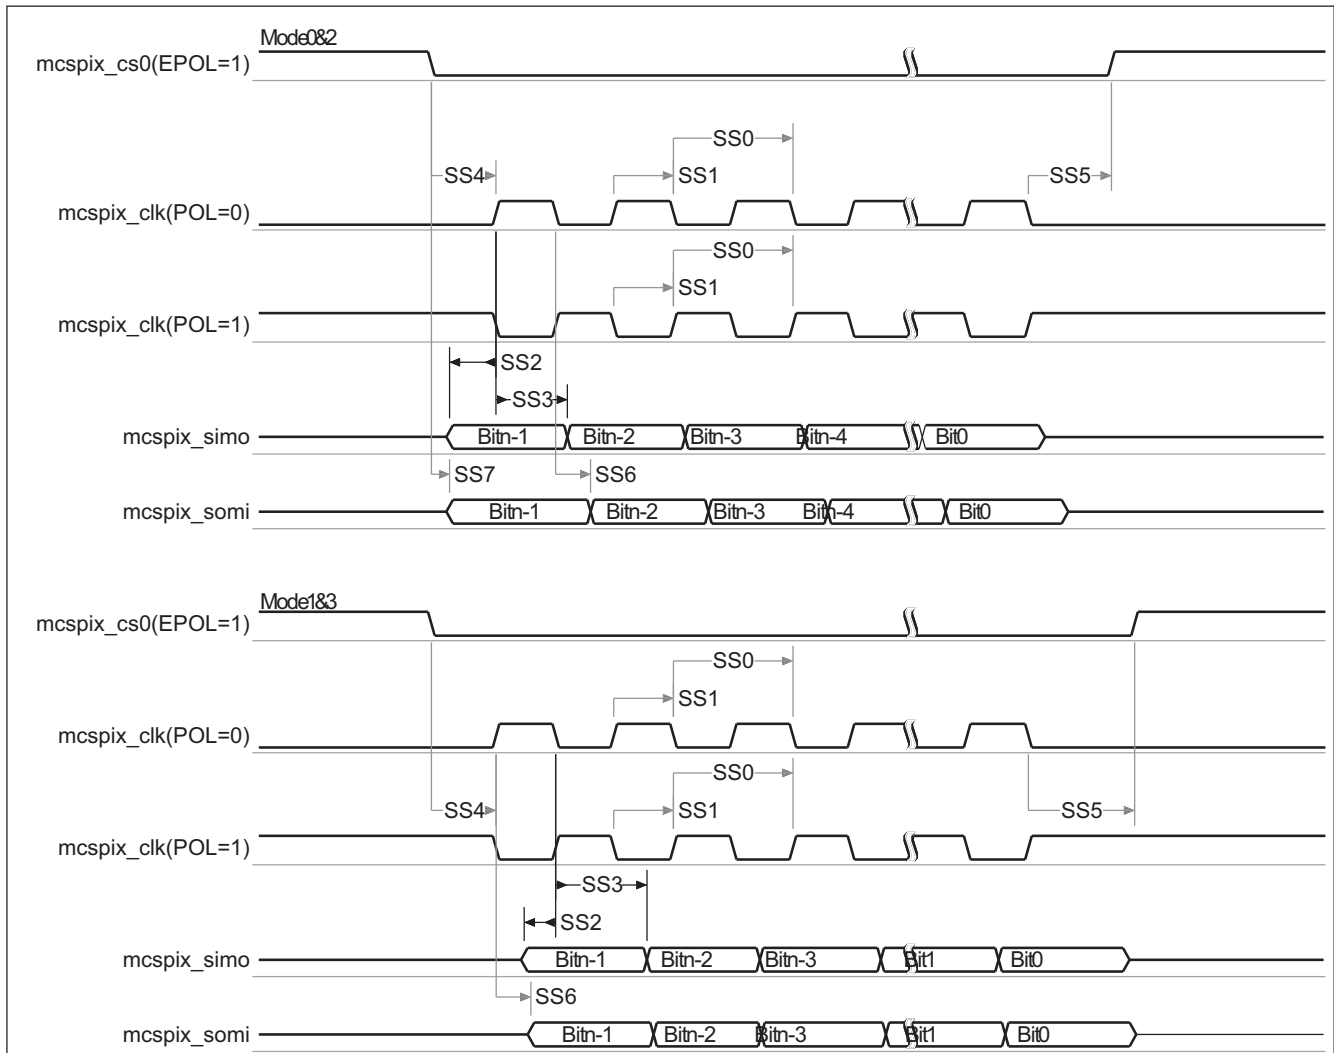 Mode0&2
mcspix_cs0(EPOL=1)
SS0
SS4 SS1 SS5
mcspix_clk(POL=0)
SS0
SS1
mcspix_clk(POL=1)
SS2
SS3
mcspix_simo Bitn-1 Bitn-2 Bitn-3 Bitn-4 Bit0
SS7 SS6
mcspix_somi Bitn-1 Bitn-2 Bitn-3 Bitn-4 Bit0
Mode1&3
mcspix_cs0(EPOL=1)
SS0
SS1
mcspix_clk(POL=0)
SS0
SS4 SS1 SS5
mcspix_clk(POL=1)
SS3
SS2
mcspix_simo Bitn-1 Bitn-2 Bitn-3 Bit1 Bit0
SS6
mcspix_somi Bitn-1 Bitn-2 Bitn-3 Bit1 Bit0